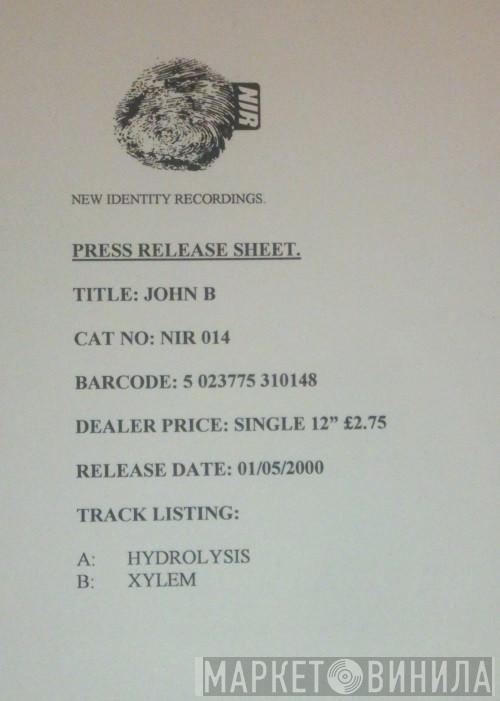 NIR
NEW IDENTITY RECORDINGS.
PRESS RELEASE SHEET.
TITLE: JOHN B
CAT NO: NIR 014
BARCODE: 5 023775 310148
DEALER PRICE: SINGLE 12” £2.75
RELEASE DATE: 01/05/2000
TRACK LISTING:
A: HYDROLYSIS
B: XYLEM
МАРКЕТ ВИНИЛА